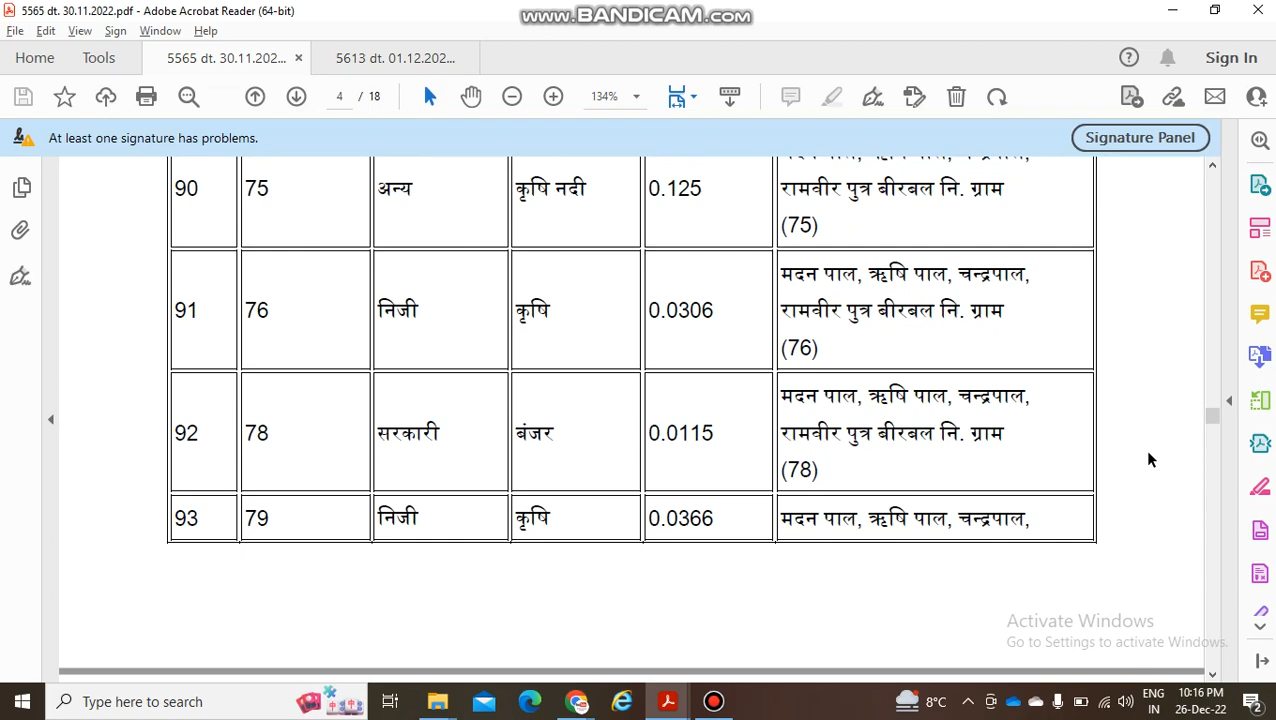 5565 dt. 30.11.2022.pdf - Adobe Acrobat Reader (64-bit)
www.BANDICAM.com
File Edit View Sign Window Help
Home Tools 5565 dt. 30.11.202... × 5613 dt. 01.12.202... Sign In
4 / 18 134%
At least one signature has problems. Signature Panel
90 75 अन्य कृषि नदी 0.125 रामवीर पुत्र बीरबल नि. ग्राम
(75)
मदन पाल, ऋषि पाल, चन्द्रपाल,
91 76 निजी कृषि 0.0306 रामवीर पुत्र बीरबल नि. ग्राम
(76)
मदन पाल, ऋषि पाल, चन्द्रपाल,
92 78 सरकारी बंजर 0.0115 रामवीर पुत्र बीरबल नि. ग्राम
(78)
93 79 निजी कृषि 0.0366 मदन पाल, ऋषि पाल, चन्द्रपाल,
Activate Windows
Go to Settings to activate Windows.
Type here to search 8°C ENG 10:16 PM
IN 26-Dec-22 2